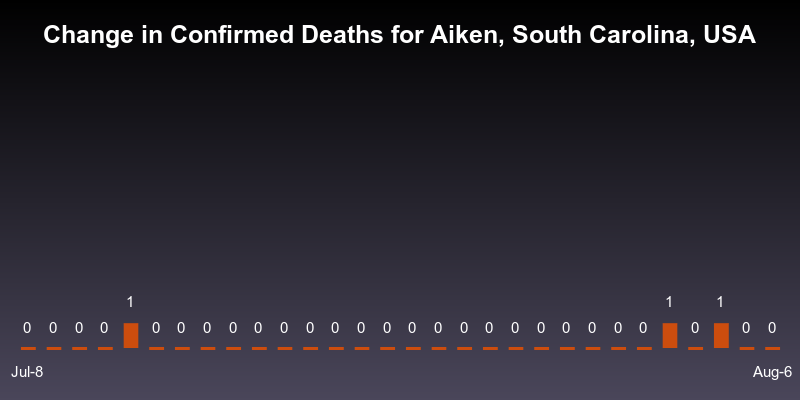 Change in Confirmed Deaths for Aiken, South Carolina, USA
0 0 0 0 1 0 0 0 0 0 0 0 0 0 0 0 0 0 0 0 0 0 0 0 0 1 0 1 0 0
Jul-8 Aug-6